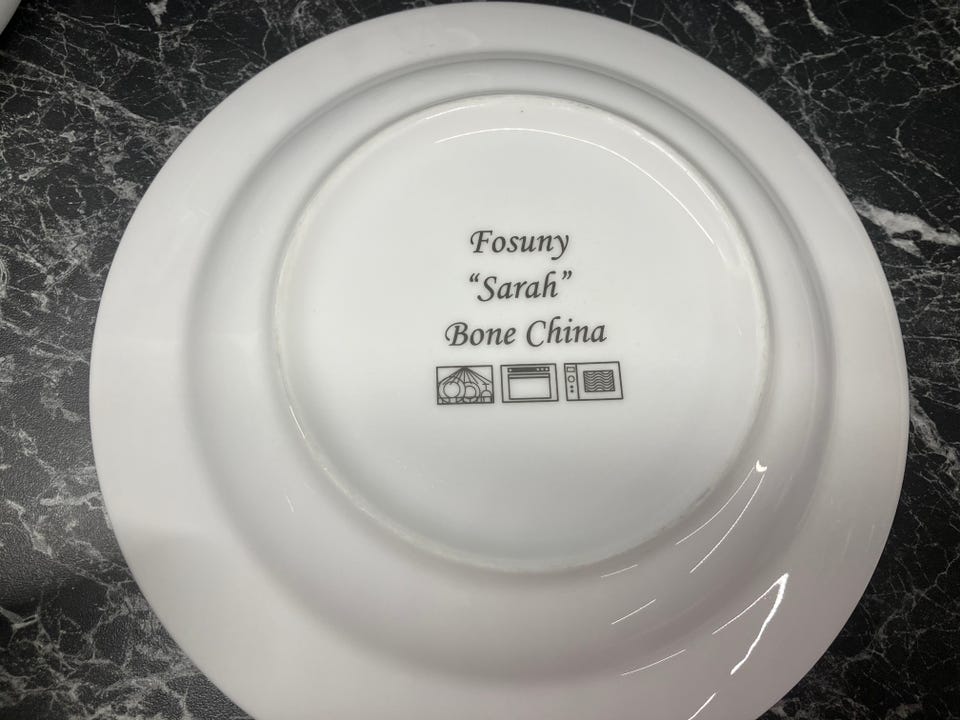 Fosuny
“Sarah”
Bone China